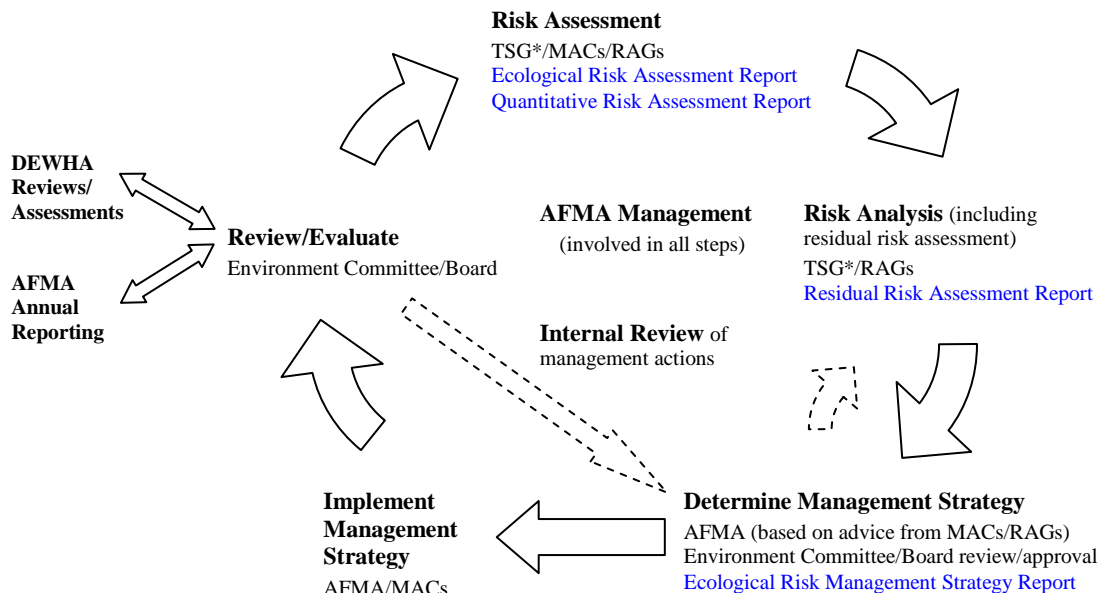 Risk Assessment
TSG*/MACs/RAGs
Ecological Risk Assessment Report
Quantitative Risk Assessment Report
DEWHA
Reviews/
Assessments
AFMA
Annual
Reporting
Review/Evaluate
Environment Committee/Board
AFMA Management
(involved in all steps)
Risk Analysis (including
residual risk assessment)
TSG*/RAGs
Residual Risk Assessment Report
Internal Review of
management actions
Implement
Management
Strategy
AFMA/MACs
Determine Management Strategy
AFMA (based on advice from MACs/RAGs)
Environment Committee/Board review/approval
Ecological Risk Management Strategy Report